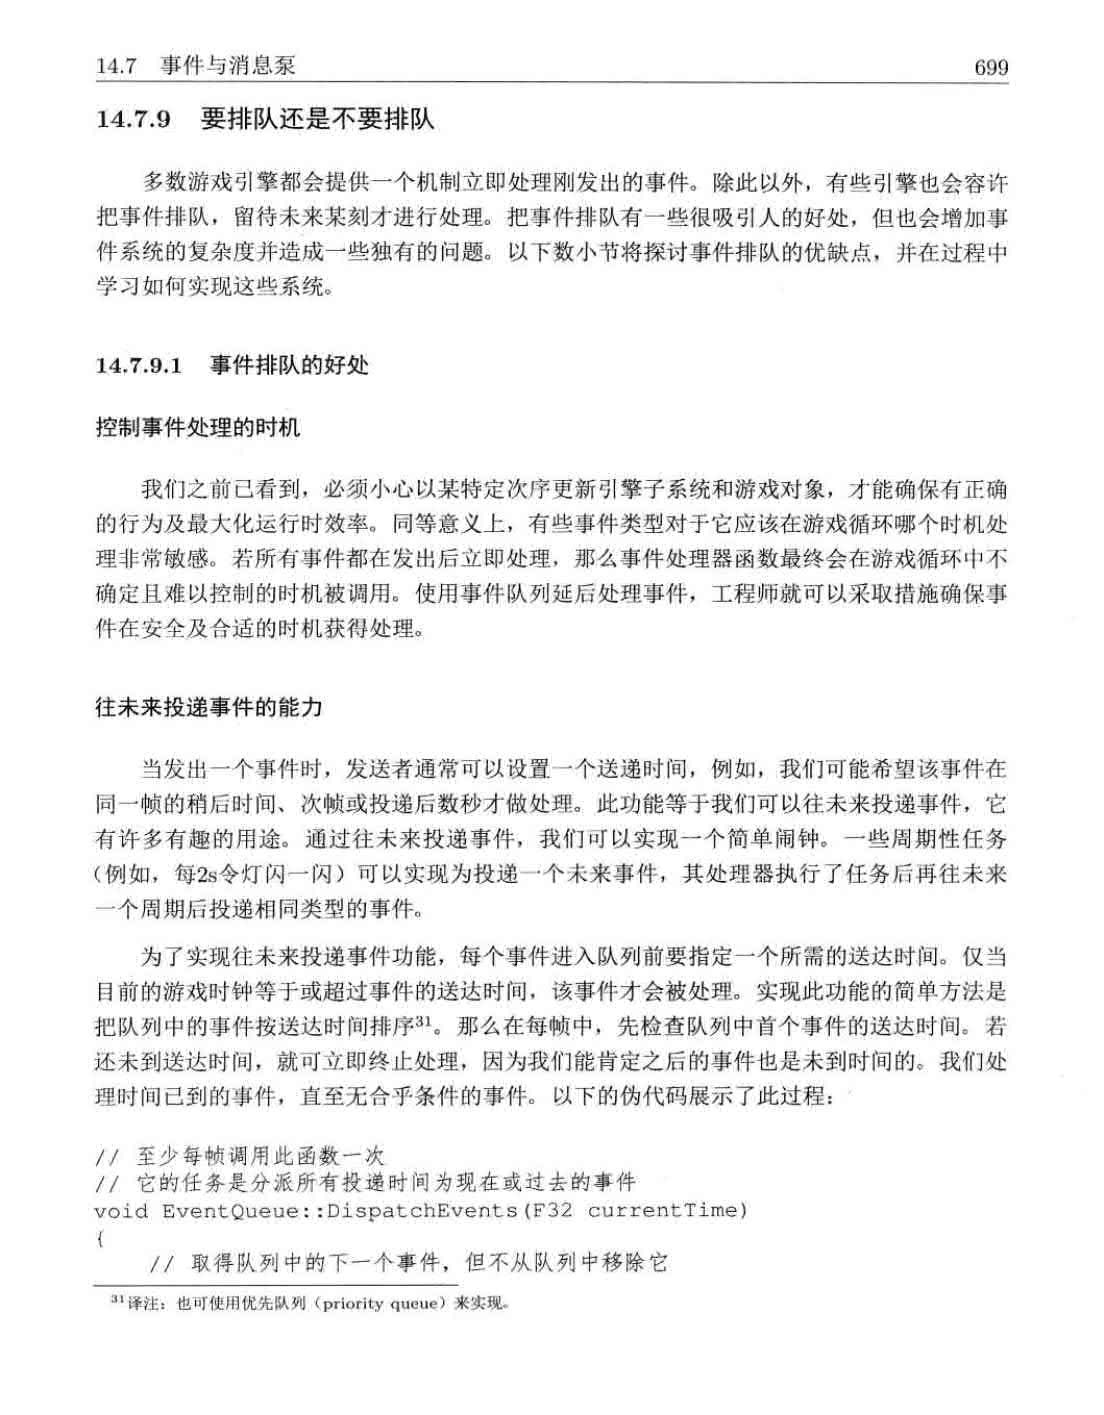 14.7 事件与消息泵 699
14.7.9 要排队还是不要排队
多数游戏引擎都会提供一个机制立即处理刚发出的事件。除此以外，有些引擎也会容许
把事件排队，留待未来某刻才进行处理。把事件排队有一些很吸引人的好处，但也会增加事
件系统的复杂度并造成一些独有的问题。以下数小节将探讨事件排队的优缺点，并在过程中
学习如何实现这些系统。
14.7.9.1 事件排队的好处
控制事件处理的时机
我们之前已看到，必须小心以某特定次序更新引擎子系统和游戏对象，才能确保有正确
的行为及最大化运行时效率。同等意义上，有些事件类型对于它应该在游戏循环哪个时机处
理非常敏感。若所有事件都在发出后立即处理，那么事件处理器函数最终会在游戏循环中不
确定且难以控制的时机被调用。使用事件队列延后处理事件，工程师就可以采取措施确保事
件在安全及合适的时机获得处理。
往未来投递事件的能力
当发出一个事件时，发送者通常可以设置一个送递时间，例如，我们可能希望该事件在
同一帧的稍后时间、次帧或投递后数秒才做处理。此功能等于我们可以往未来投递事件，它
有许多有趣的用途。通过往未来投递事件，我们可以实现一个简单闹钟。一些周期性任务
（例如，每2s令灯闪一闪）可以实现为投递一个未来事件，其处理器执行了任务后再往未来
一个周期后投递相同类型的事件。
为了实现往未来投递事件功能，每个事件进入队列前要指定一个所需的送达时间。仅当
目前的游戏时钟等于或超过事件的送达时间，该事件才会被处理。实现此功能的简单方法是
把队列中的事件按送达时间排序31。那么在每帧中，先检查队列中首个事件的送达时间。若
还未到送达时间，就可立即终止处理，因为我们能肯定之后的事件也是未到时间的。我们处
理时间已到的事件，直至无合乎条件的事件。以下的伪代码展示了此过程：
// 至少每帧调用此函数一次
// 它的任务是分派所有投递时间为现在或过去的事件
void EventQueue::DispatchEvents(F32 currentTime)
{
// 取得队列中的下一个事件，但不从队列中移除它
31译注：也可使用优先队列（priority queue）来实现。